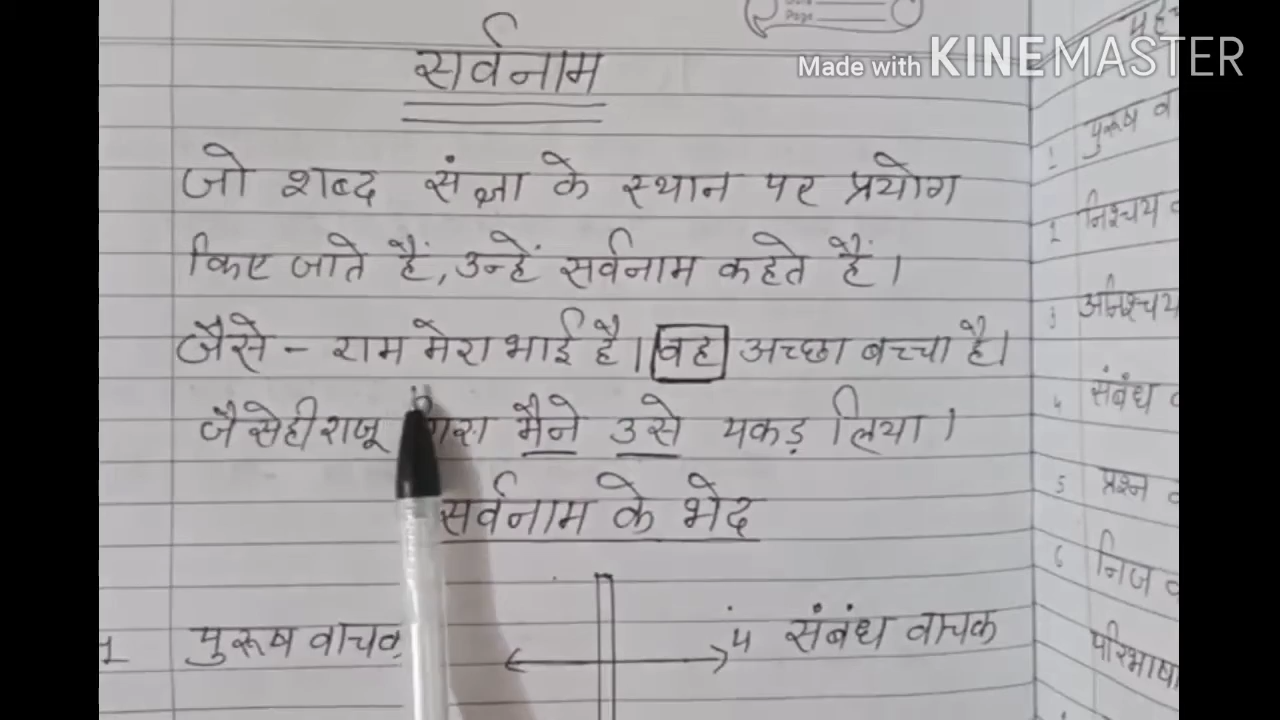 Page
Made with KINEMASTER
सर्वनाम
जो शब्द संज्ञा के स्थान पर प्रयोग
किए जाते हैं, उन्हें सर्वनाम कहते हैं।
जैसे - राम मेरा भाई है। वह अच्छा बच्चा है।
जैसे ही राजू मैने उसे पकड़ लिया।
सर्वनाम के भेद
1 पुरूष वाचक
4 संबंध वाचक
1 पुरूष
2 निश्चय
3 अनिश्चय
4 संबंध
5 प्रश्न
6 निज
परिभाषा